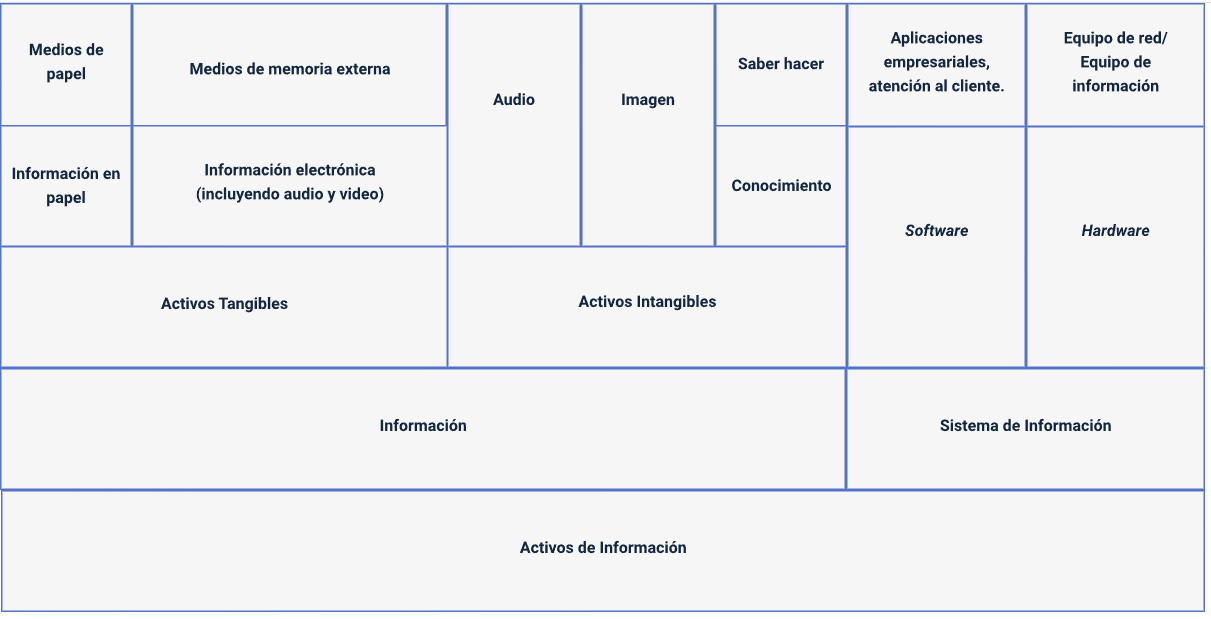 Medios de
papel
Medios de memoria externa
Audio
Imagen
Saber hacer
Aplicaciones
empresariales,
atención al cliente.
Equipo de red/
Equipo de
información
Información en
papel
Información electrónica
(incluyendo audio y video)
Conocimiento
Software
Hardware
Activos Tangibles
Activos Intangibles
Información
Sistema de Información
Activos de Información